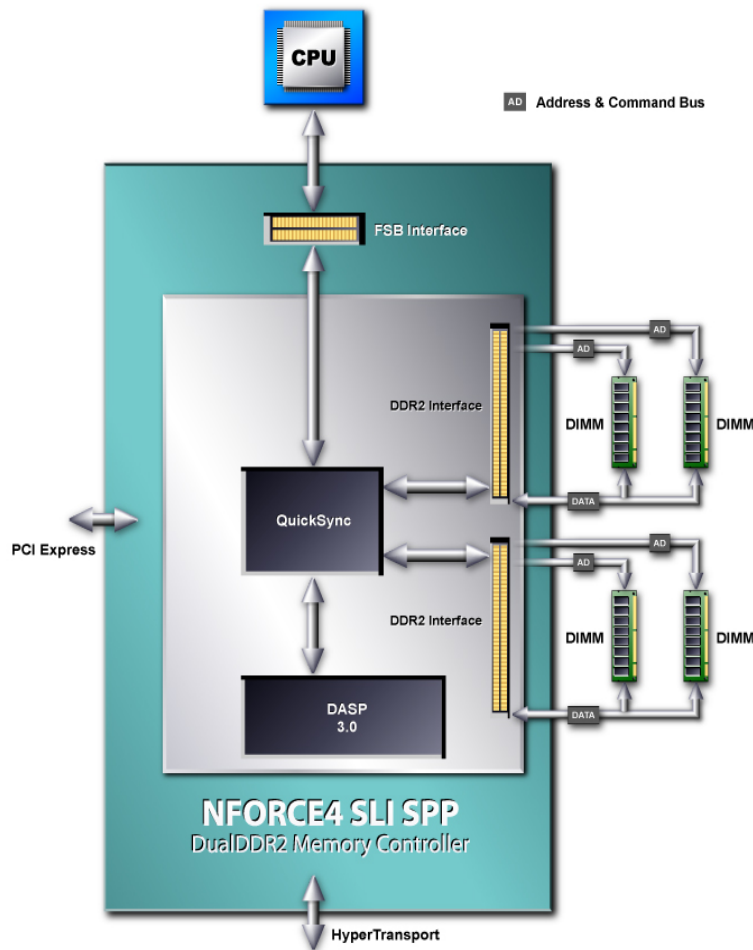 CPU
AD Address & Command Bus
FSB Interface
AD
AD
DDR2 Interface
DIMM
DIMM
DATA
QuickSync
PCI Express
AD
AD
DDR2 Interface
DIMM
DIMM
DATA
DASP
3.0
NFORCE4 SLI SPP
DualDDR2 Memory Controller
HyperTransport